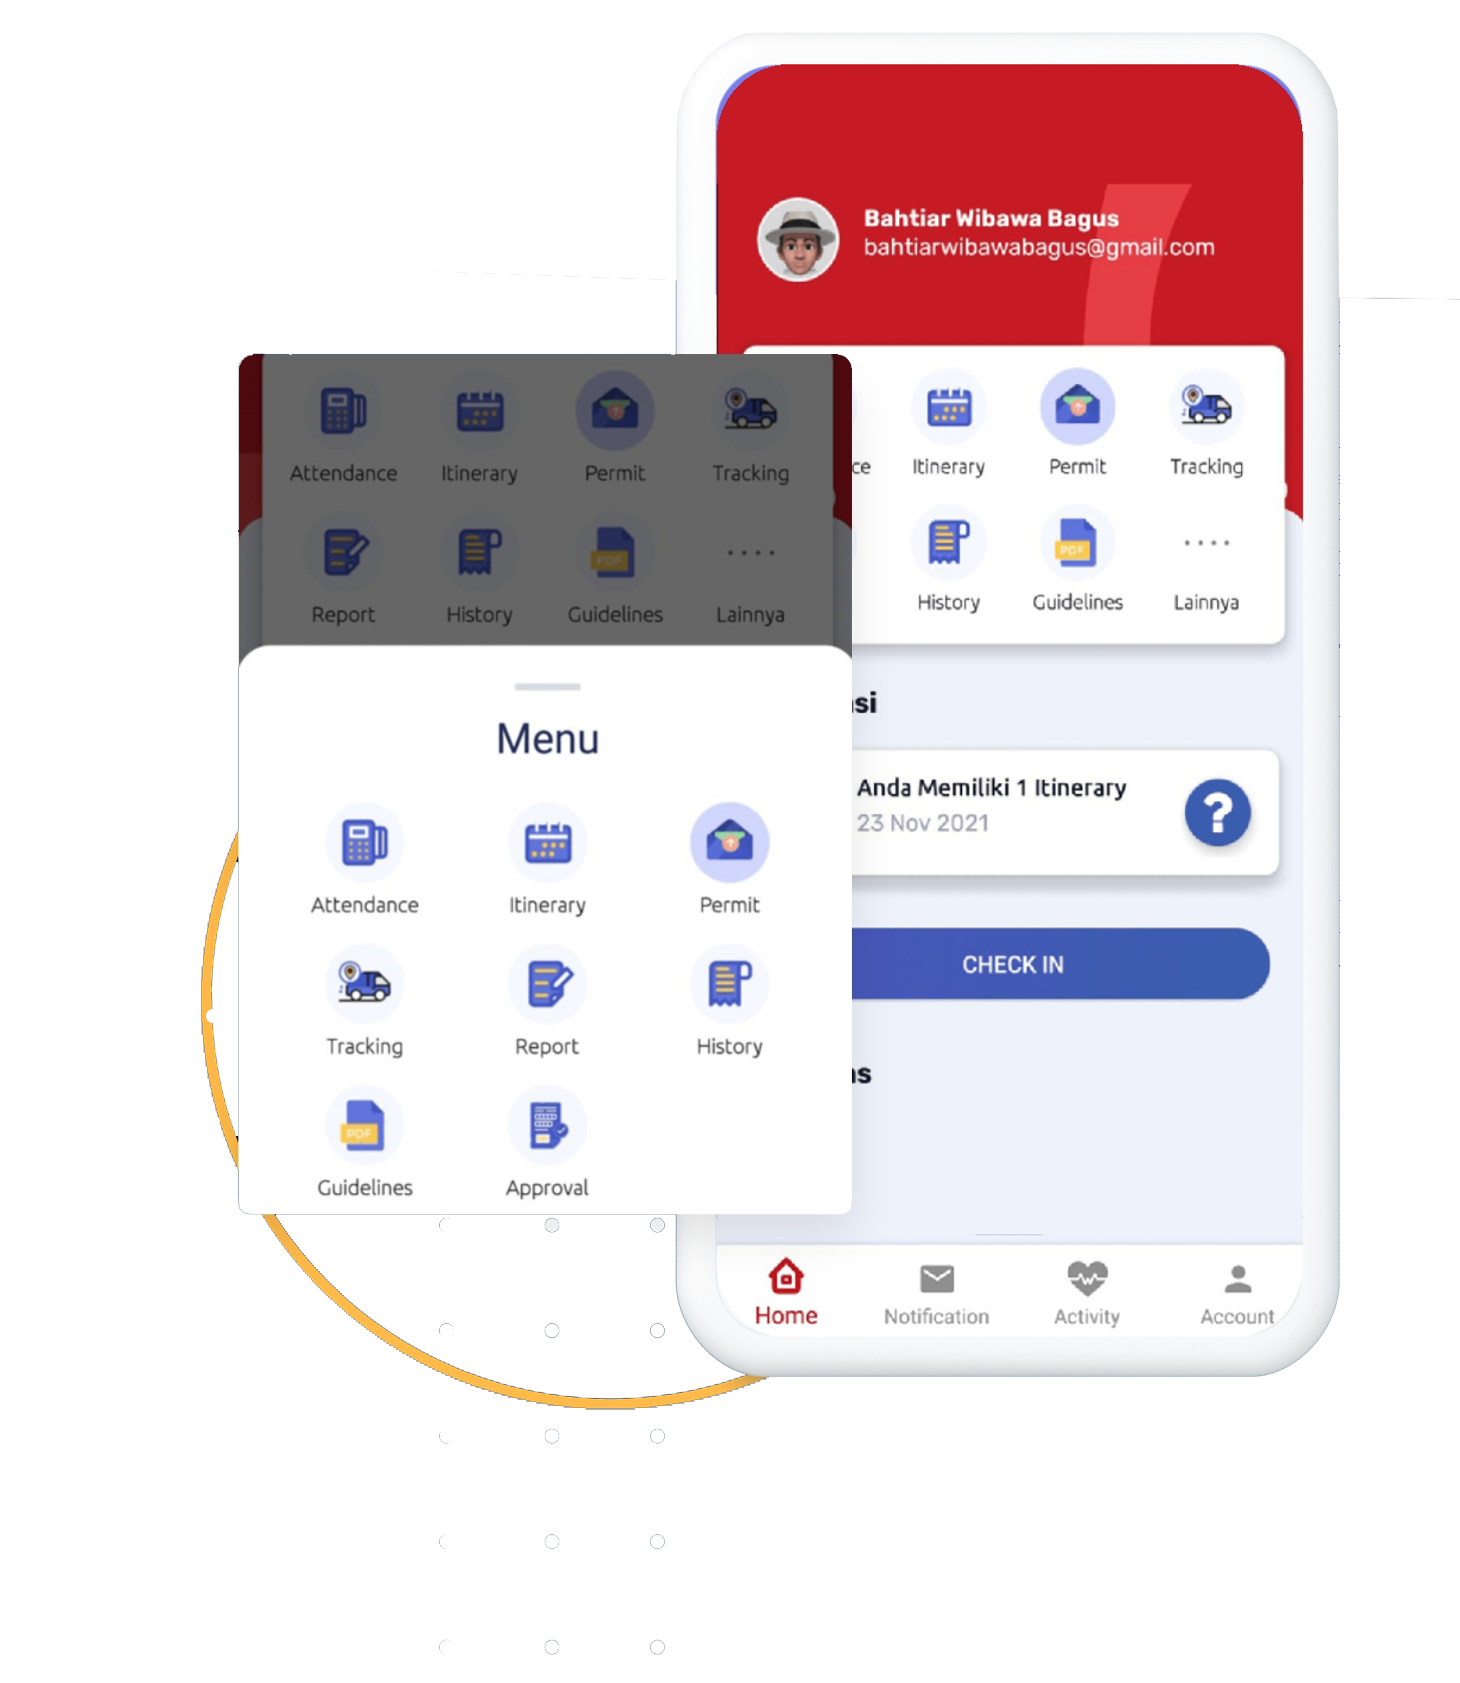 Bahtiar Wibawa Bagus
bahtiarwibawabagus@gmail.com
Attendance Itinerary Permit Tracking
Report History Guidelines Lainnya
Menu
Attendance Itinerary Permit
Tracking Report History
Guidelines Approval
PDF
PDF
ce Itinerary Permit Tracking
PDF
History Guidelines Lainnya
si
Anda Memiliki 1 Itinerary
23 Nov 2021
?
CHECK IN
s
Home Notification Activity Account